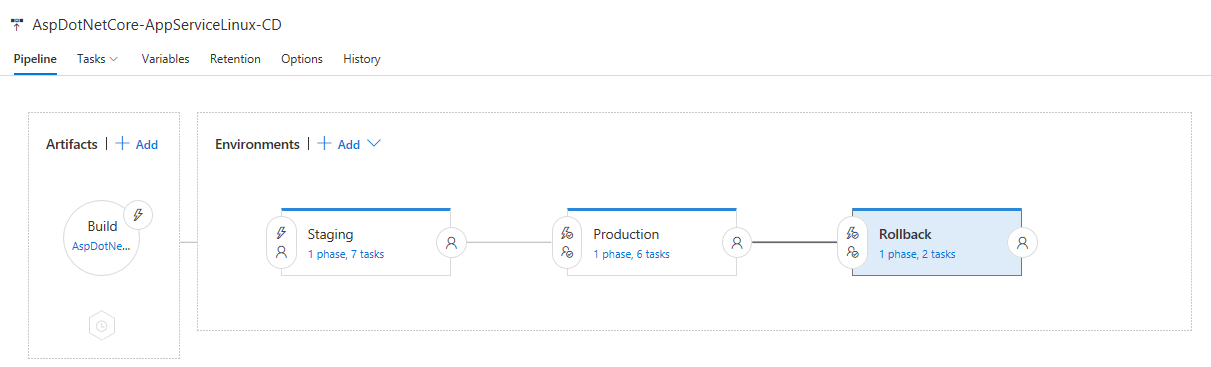 AspDotNetCore-AppServiceLinux-CD
Pipeline Tasks Variables Retention Options History
Artifacts | + Add
Environments | + Add
Build
AspDotNe...
Staging
1 phase, 7 tasks
Production
1 phase, 6 tasks
Rollback
1 phase, 2 tasks